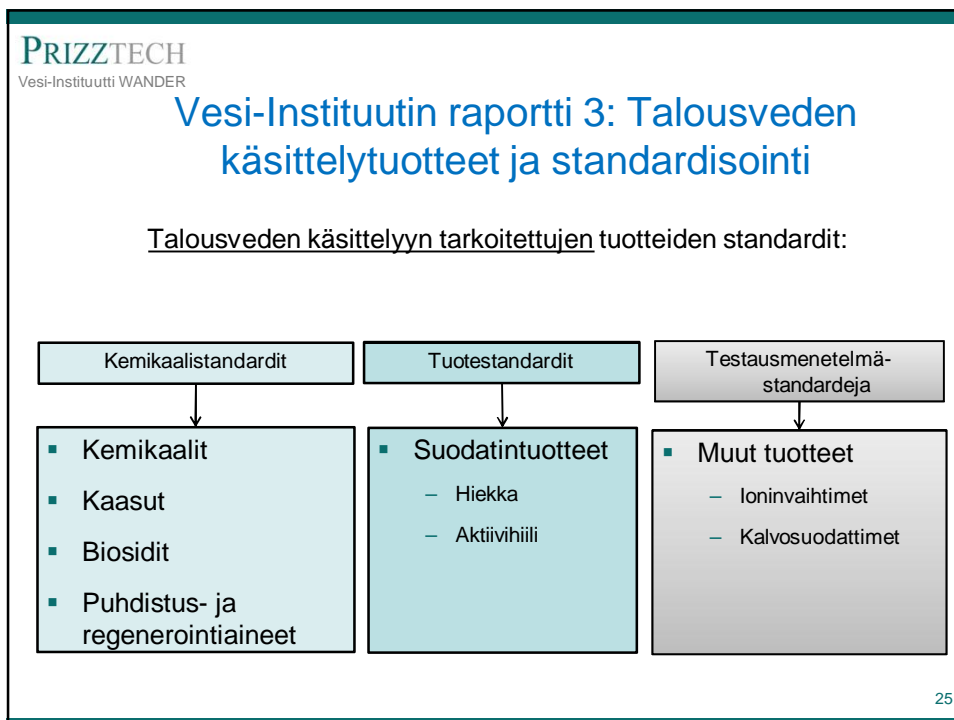 PRIZZTECH
Vesi-Instituutti WANDER
Vesi-Instituutin raportti 3: Talousveden
käsittelytuotteet ja standardisointi
Talousveden käsittelyyn tarkoitettujen tuotteiden standardit:
Kemikaalistandardit
▪ Kemikaalit
▪ Kaasut
▪ Biosidit
▪ Puhdistus- ja
regenerointiaineet
Tuotestandardit
▪ Suodatintuotteet
– Hiekka
– Aktiivihiili
Testausmenetelmä-
standardeja
▪ Muut tuotteet
– Ioninvaihtimet
– Kalvosuodattimet
25